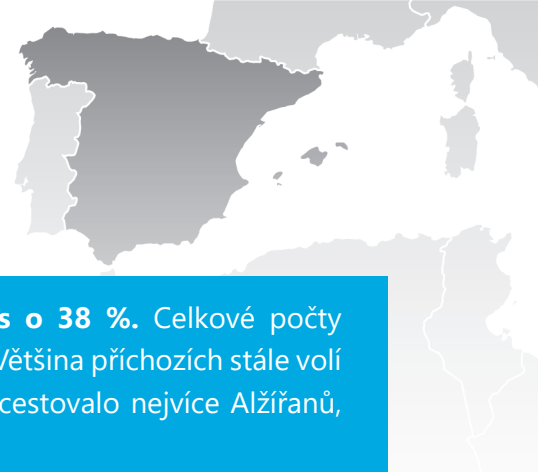 s o 38 %. Celkové počty
Většina příchozích stále volí
cestovalo nejvíce Alžířanů,